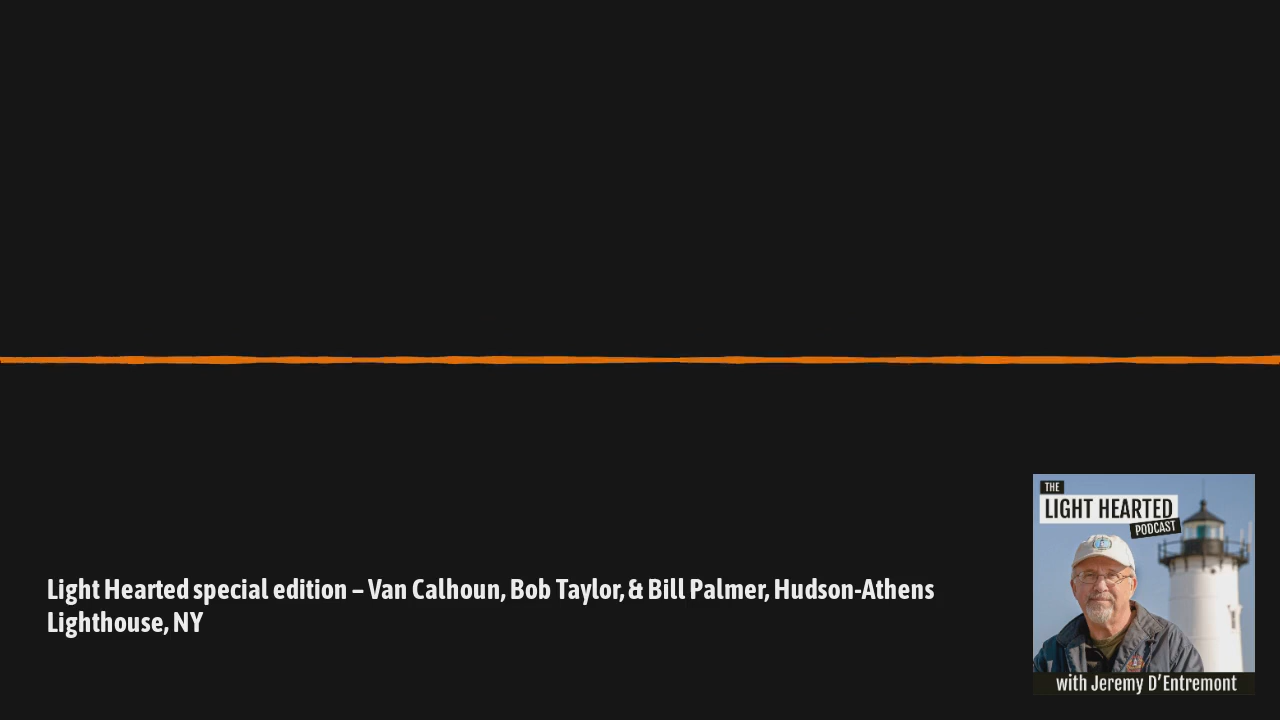 Light Hearted special edition – Van Calhoun, Bob Taylor, & Bill Palmer, Hudson-Athens
Lighthouse, NY
THE
LIGHT HEARTED
PODCAST
with Jeremy D'Entremont